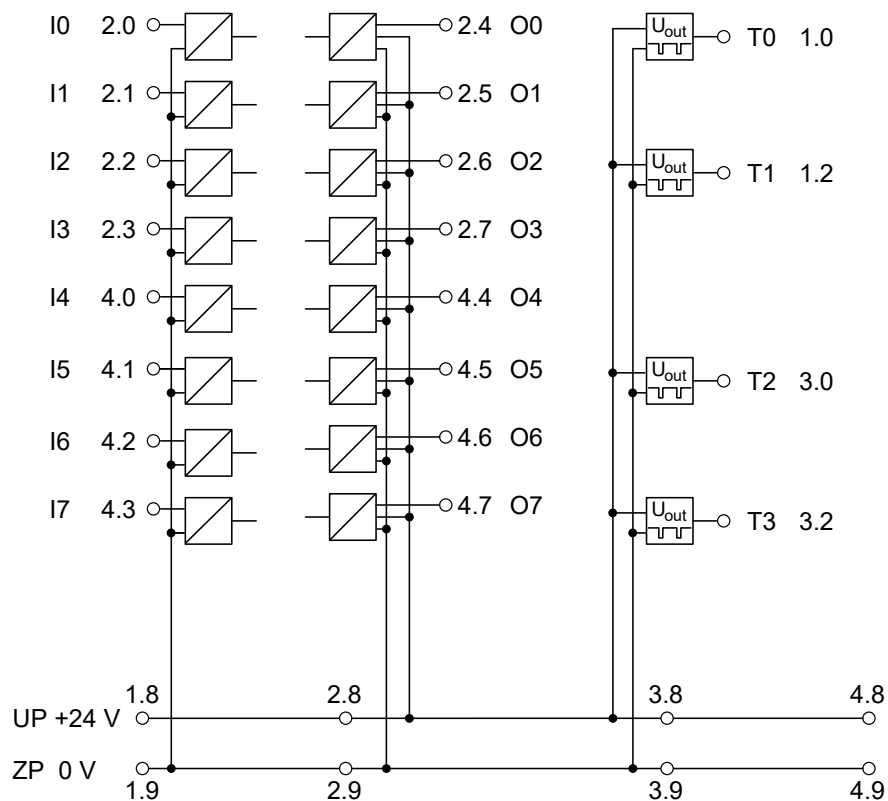 I0 2.0 2.4 O0 Uout T0 1.0
I1 2.1 2.5 O1
I2 2.2 2.6 O2 Uout T1 1.2
I3 2.3 2.7 O3
I4 4.0 4.4 O4
I5 4.1 4.5 O5 Uout T2 3.0
I6 4.2 4.6 O6
I7 4.3 4.7 O7 Uout T3 3.2
1.8 2.8 3.8 4.8
UP +24 V
ZP 0 V
1.9 2.9 3.9 4.9